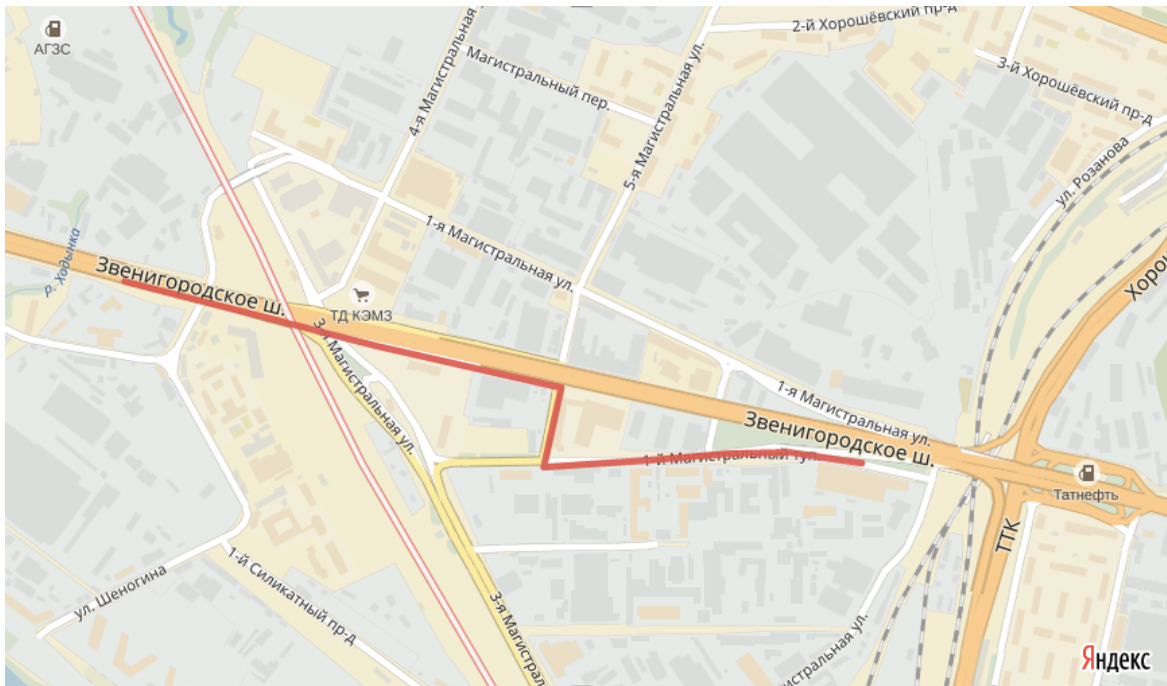 АГЗС
4-я Магистральная у
2-й Хорошёвский пр-д
3-й Хорошёвский пр-д
Магистральный пер.
5-я Магистральная ул.
ул. Розанова
р. Ходынка
Звенигородское ш.
1-я Магистральная ул.
ТД КЭМЗ
Хорош
3-я Магистральная ул.
1-я Магистральная ул.
Звенигородское ш.
1-й Магистральный туп.
Татнефть
ТТК
ул. Шеногина
1-й Силикатный пр-д
3-я Магистрал
гистральная ул.
Яндекс